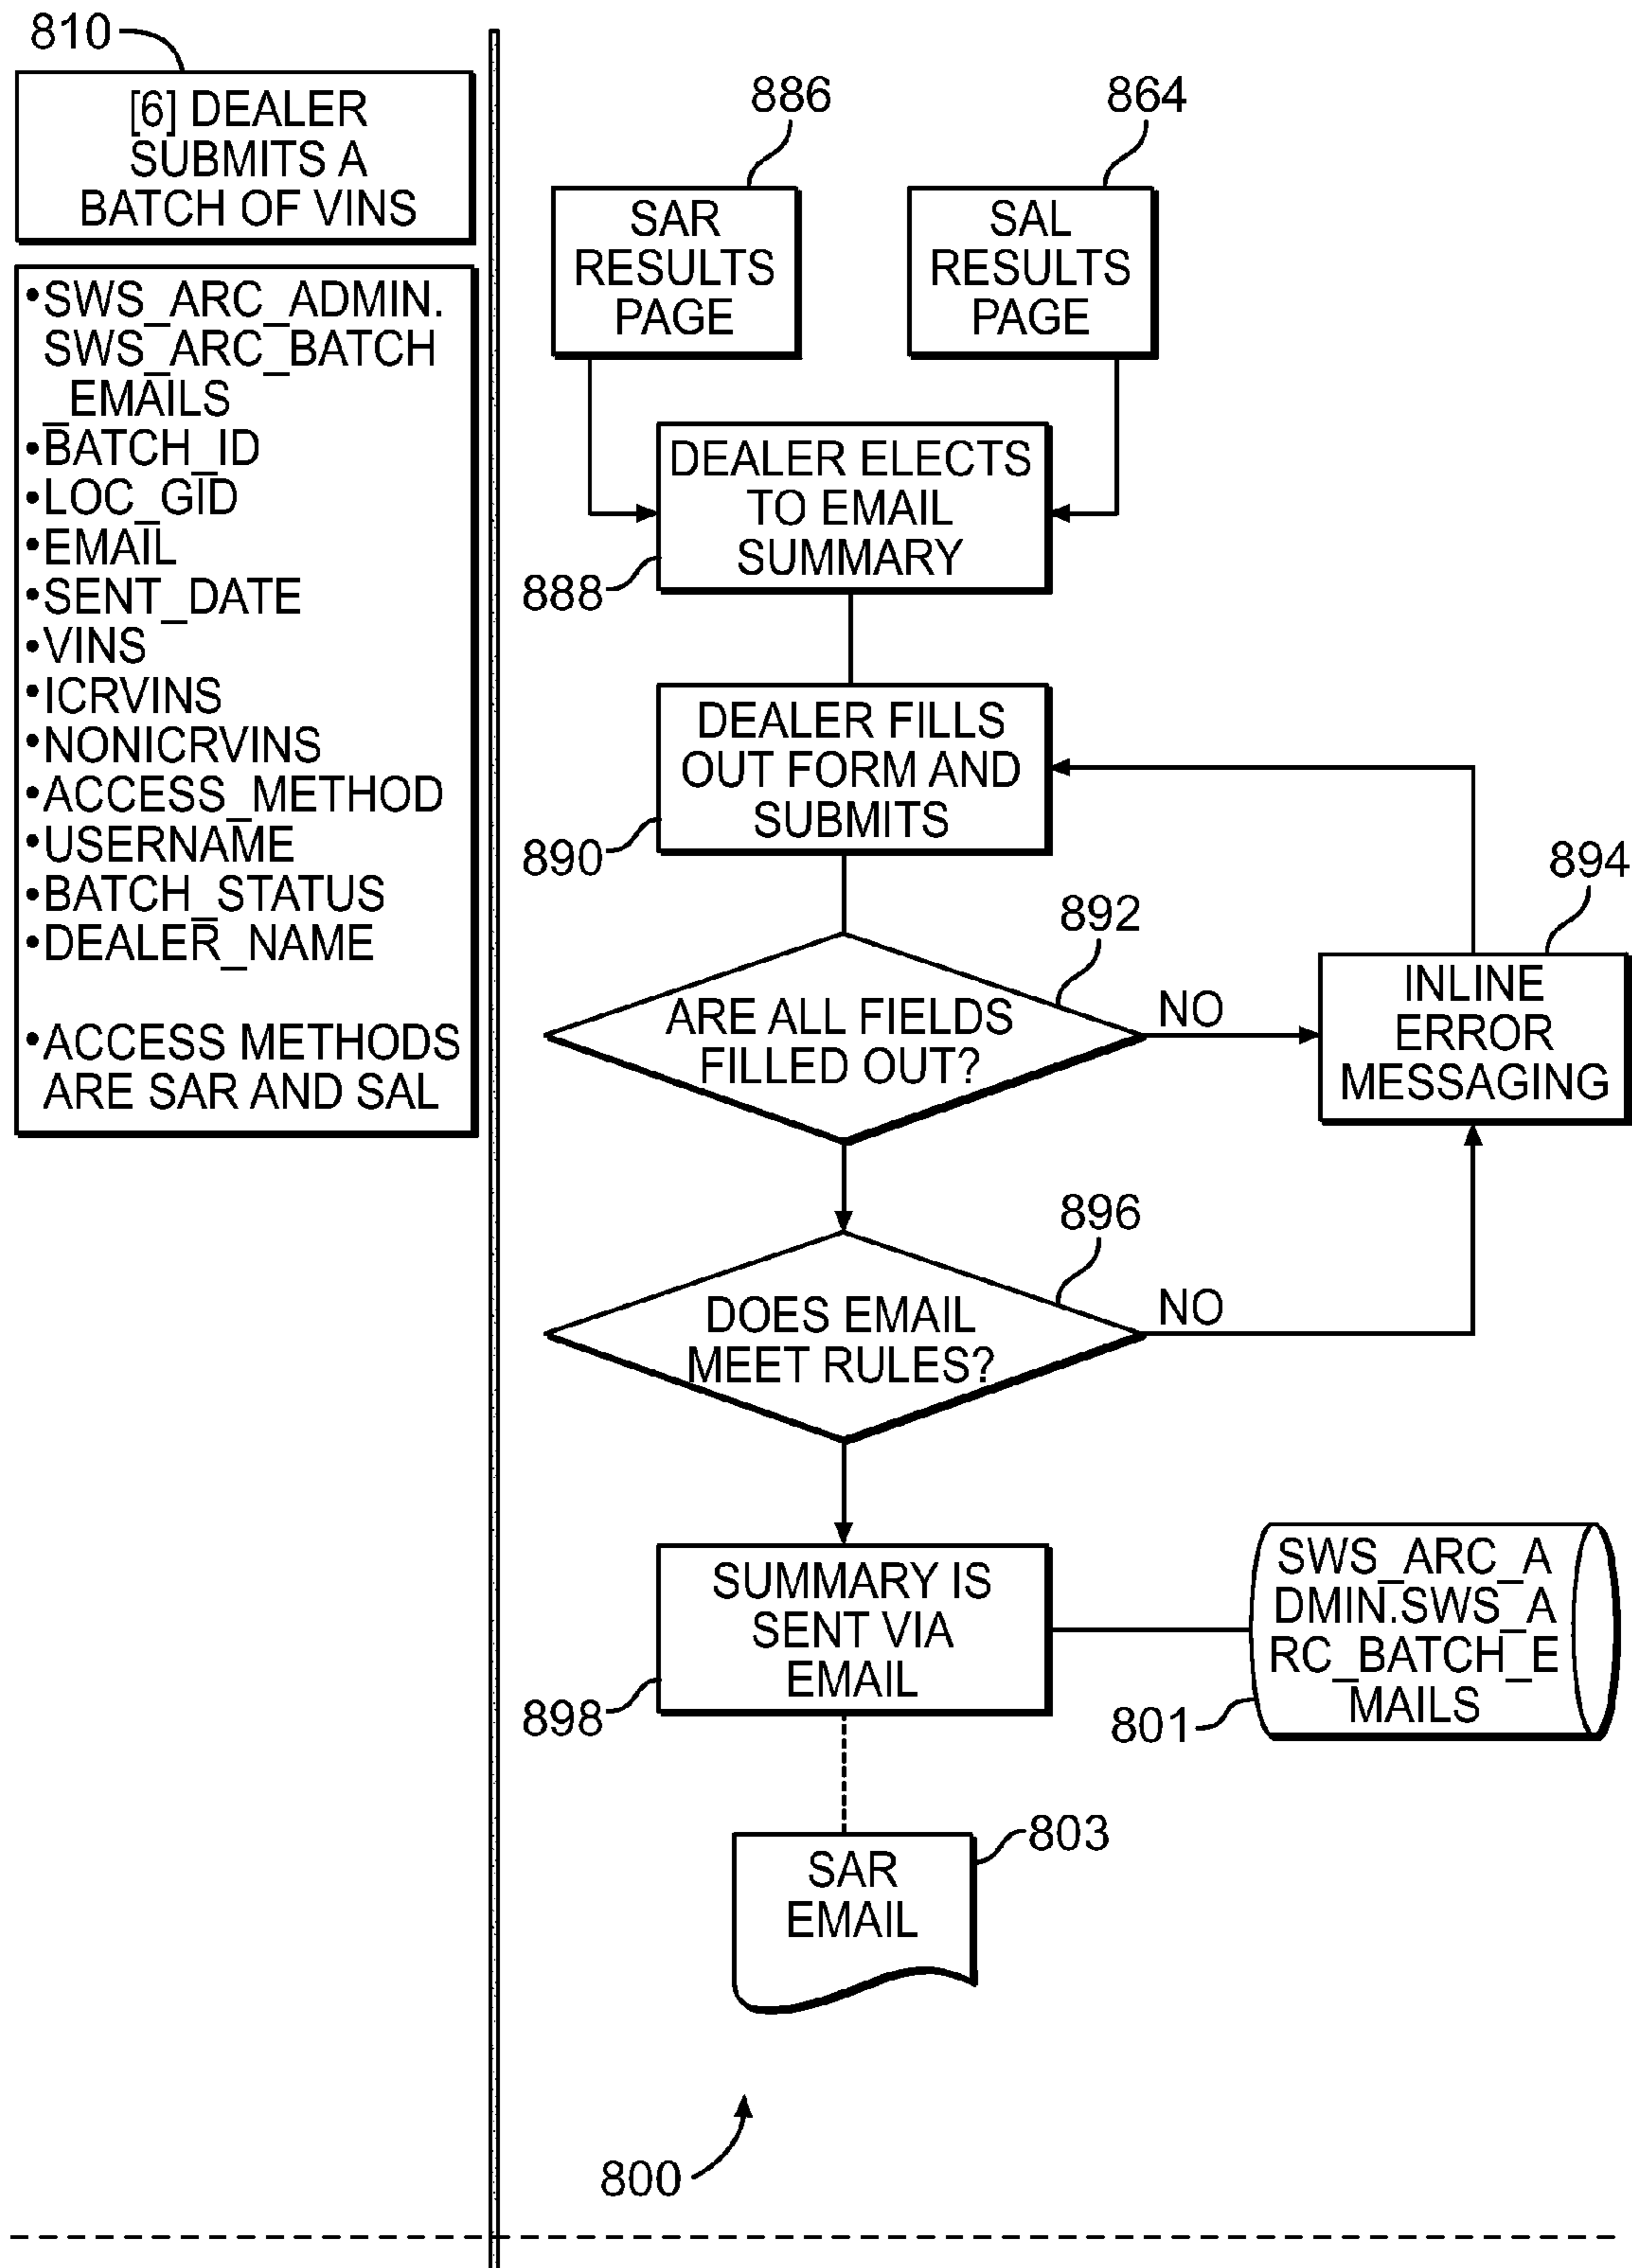 810
[6] DEALER
SUBMITS A
BATCH OF VINS
•SWS_ARC_ADMIN.
SWS_ARC_BATCH
_EMAILS
•BATCH_ID
•LOC_GID
•EMAIL
•SENT_DATE
•VINS
•ICRVINS
•NONICRVINS
•ACCESS_METHOD
•USERNAME
•BATCH_STATUS
•DEALER_NAME
•ACCESS METHODS
ARE SAR AND SAL
886
864
SAR
RESULTS
PAGE
SAL
RESULTS
PAGE
DEALER ELECTS
TO EMAIL
SUMMARY
888
DEALER FILLS
OUT FORM AND
SUBMITS
890
892
894
ARE ALL FIELDS
FILLED OUT?
NO
INLINE
ERROR
MESSAGING
896
DOES EMAIL
MEET RULES?
NO
SUMMARY IS
SENT VIA
EMAIL
898
SWS_ARC_A
DMIN.SWS_A
RC_BATCH_E
MAILS
801
803
SAR
EMAIL
800